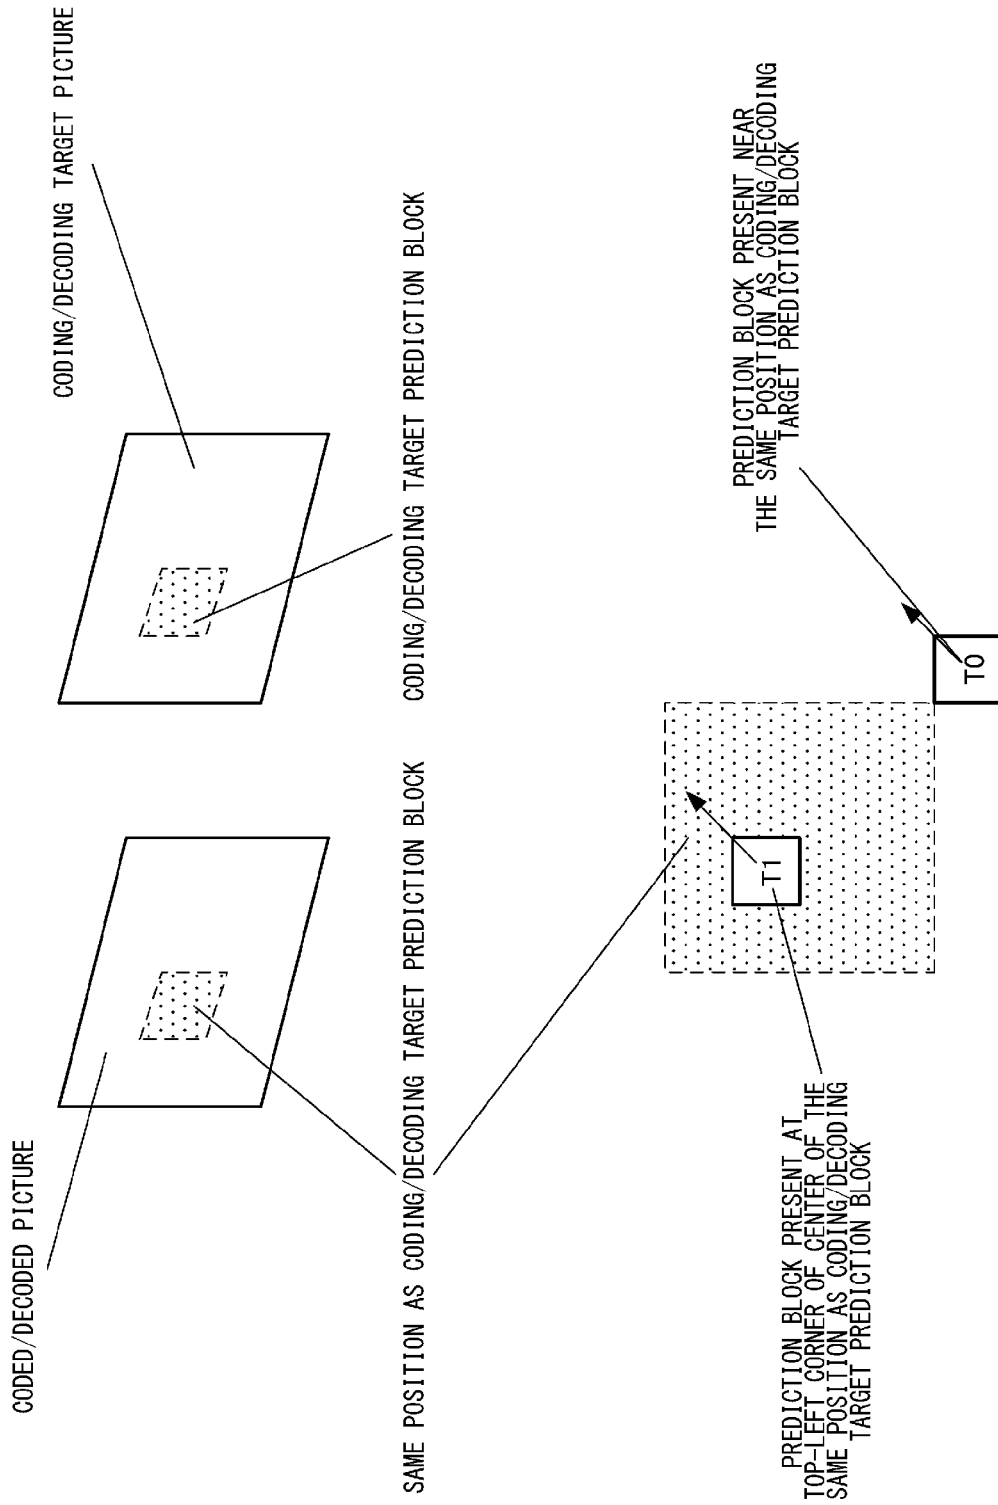 CODED/DECODED PICTURE
CODING/DECODING TARGET PICTURE
SAME POSITION AS CODING/DECODING TARGET PREDICTION BLOCK
CODING/DECODING TARGET PREDICTION BLOCK
T1
T0
PREDICTION BLOCK PRESENT AT
TOP-LEFT CORNER OF CENTER OF THE
SAME POSITION AS CODING/DECODING
TARGET PREDICTION BLOCK
PREDICTION BLOCK PRESENT NEAR
THE SAME POSITION AS CODING/DECODING
TARGET PREDICTION BLOCK